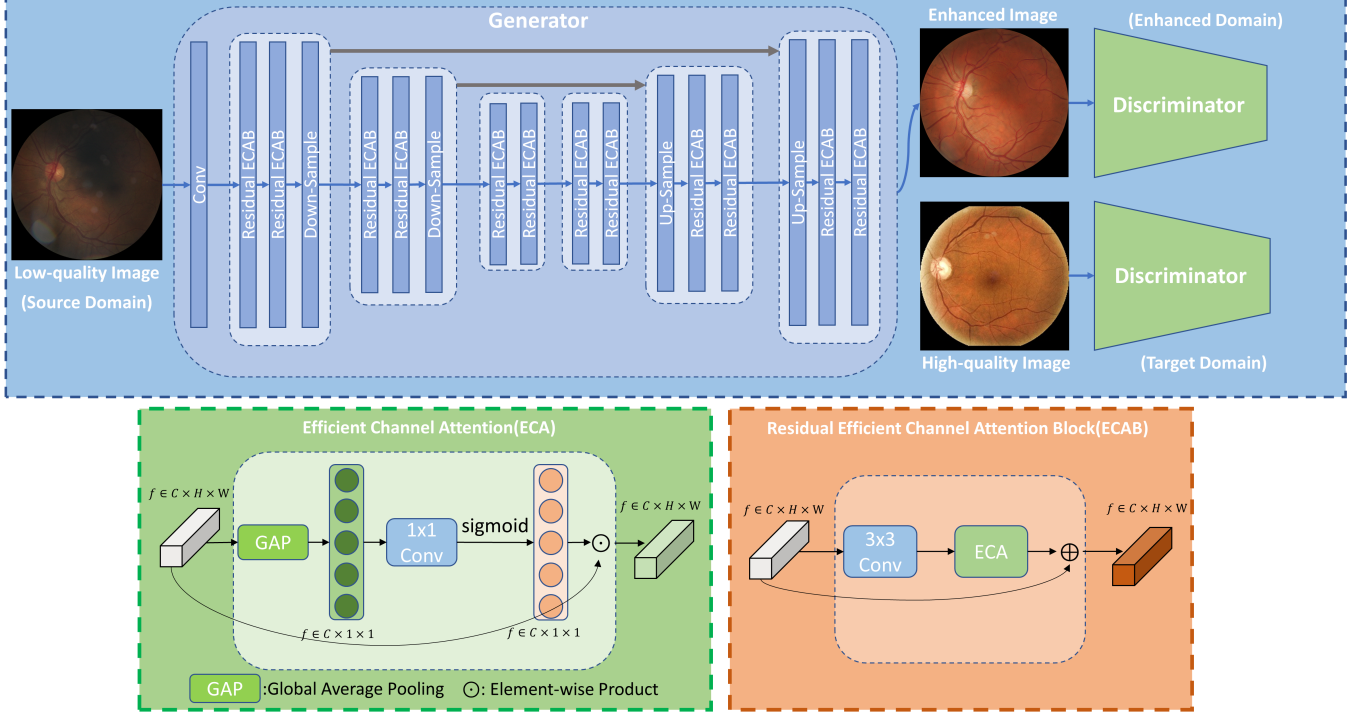 Generator
Enhanced Image
(Enhanced Domain)
Conv
Residual ECAB
Residual ECAB
Down-Sample
Residual ECAB
Residual ECAB
Down-Sample
Residual ECAB
Residual ECAB
Residual ECAB
Residual ECAB
Up-Sample
Residual ECAB
Residual ECAB
Up-Sample
Residual ECAB
Residual ECAB
Discriminator
Low-quality Image
(Source Domain)
Discriminator
High-quality Image
(Target Domain)
Efficient Channel Attention(ECA)
f ∈ C × H × W
GAP
1x1
Conv
sigmoid
⊙
f ∈ C × H × W
f ∈ C × 1 × 1
f ∈ C × 1 × 1
GAP :Global Average Pooling ⊙: Element-wise Product
Residual Efficient Channel Attention Block(ECAB)
f ∈ C × H × W
3x3
Conv
ECA
⊕
f ∈ C × H × W